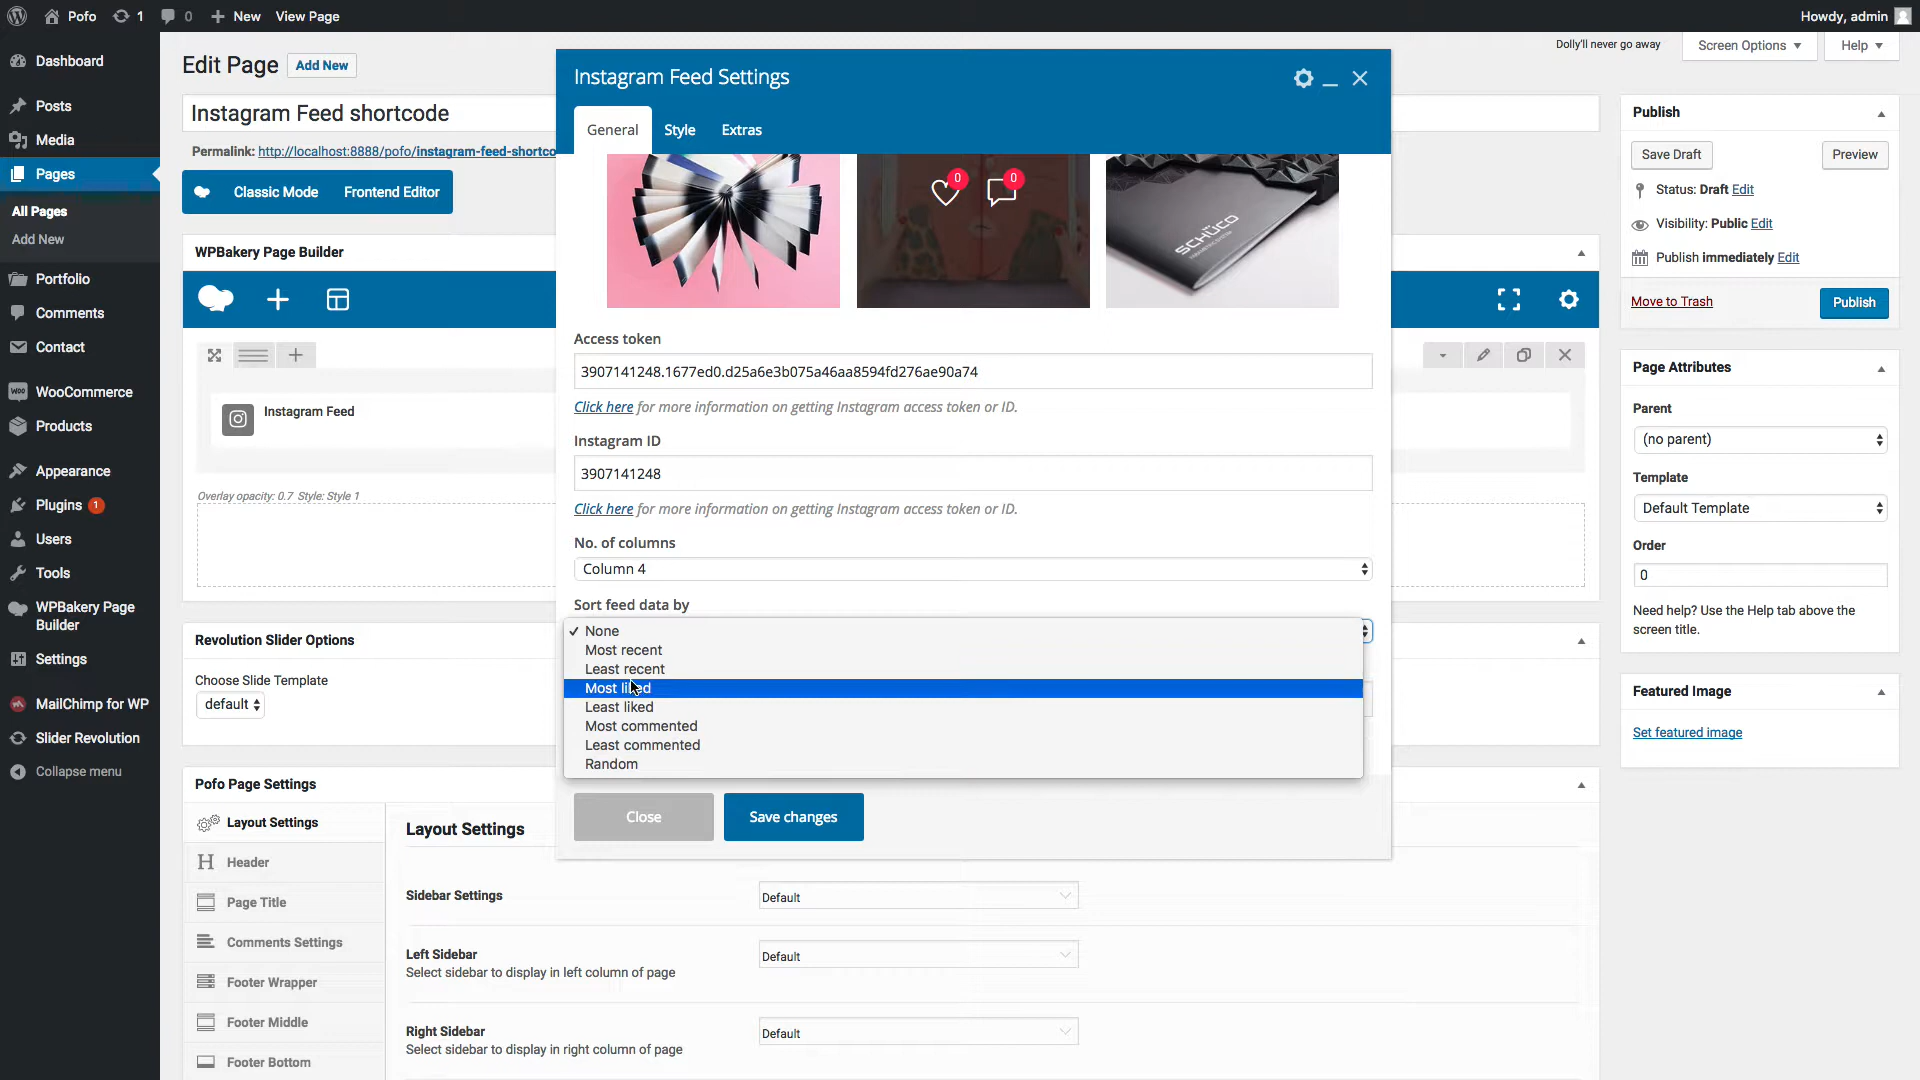 Pofo
1
0
New
View Page
Howdy, admin
Dashboard
Posts
Media
Pages
All Pages
Add New
Portfolio
Comments
Contact
WooCommerce
Products
Appearance
Plugins 1
Users
Tools
WPBakery Page
Builder
Settings
MailChimp for WP
Slider Revolution
Collapse menu
Edit Page
Add New
Dolly'll never go away
Screen Options
Help
Instagram Feed shortcode
Permalink: http://localhost:8888/pofo/instagram-feed-shortco
Classic Mode
Frontend Editor
WPBakery Page Builder
Instagram Feed
Overlay opacity: 0.7 Style: Style 1
Revolution Slider Options
Choose Slide Template
default
Pofo Page Settings
Layout Settings
Header
Page Title
Comments Settings
Footer Wrapper
Footer Middle
Footer Bottom
Layout Settings
Sidebar Settings
Default
Left Sidebar
Select sidebar to display in left column of page
Default
Right Sidebar
Select sidebar to display in right column of page
Default
Instagram Feed Settings
General
Style
Extras
0
0
SCHÜCO
Access token
3907141248.1677ed0.d25a6e3b075a46aa8594fd276ae90a74
Click here for more information on getting Instagram access token or ID.
Instagram ID
3907141248
Click here for more information on getting Instagram access token or ID.
No. of columns
Column 4
Sort feed data by
✓ None
Most recent
Least recent
Most liked
Least liked
Most commented
Least commented
Random
Close
Save changes
Publish
Save Draft
Preview
Status: Draft Edit
Visibility: Public Edit
Publish immediately Edit
Move to Trash
Publish
Page Attributes
Parent
(no parent)
Template
Default Template
Order
0
Need help? Use the Help tab above the
screen title.
Featured Image
Set featured image